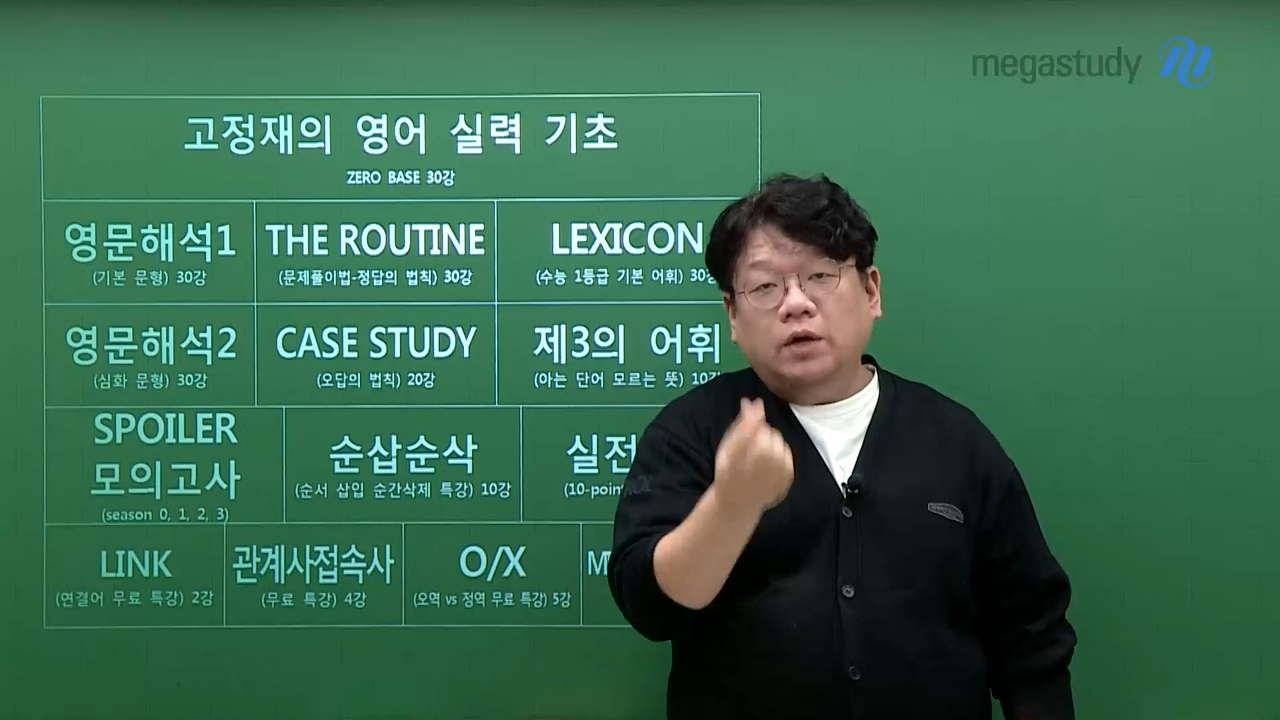 megastudy
고정재의 영어 실력 기초
ZERO BASE 30강
영문해석1 THE ROUTINE LEXICON
(기본 문형) 30강 (문제풀이법-정답의 법칙) 30강 (수능 1등급 기본 어휘)
영문해석2 CASE STUDY 제3의 어휘
(심화 문형) 30강 (오답의 법칙) 20강 (아는 단어 모르는 뜻)
SPOILER
모의고사 순삽순삭 실전
(순서 삽입 순간삭제 특강) 10강
(season 0, 1, 2, 3)
LINK 관계사접속사 O/X
(연결어 무료 특강) 2강 (무료 특강) 4강 (오역 vs 정역 무료 특강) 5강